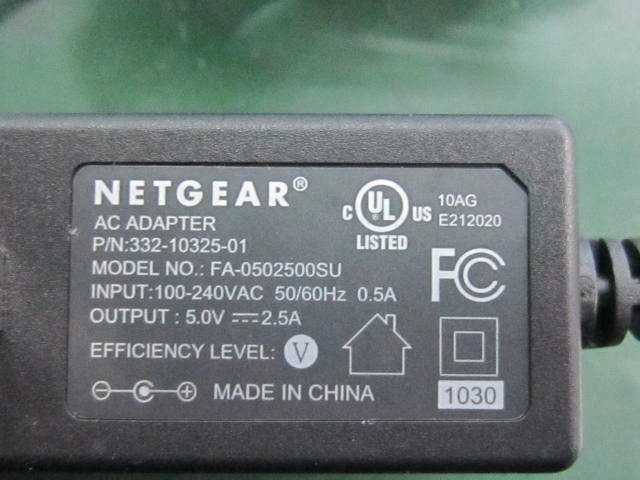 NETGEAR®
AC ADAPTER
P/N:332-10325-01
MODEL NO.: FA-0502500SU
INPUT:100-240VAC 50/60Hz 0.5A
OUTPUT : 5.0V 2.5A
EFFICIENCY LEVEL: V
MADE IN CHINA
C UL® US
LISTED
10AG
E212020
FC
1030